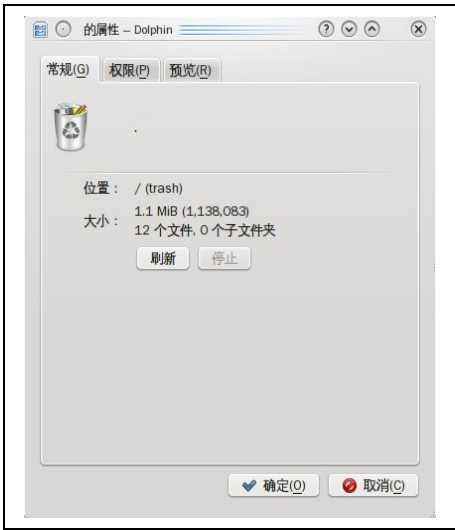 的属性 – Dolphin
常规(G) 权限(P) 预览(R)
.
位置： / (trash)
大小： 1.1 MiB (1,138,083)
12 个文件, 0 个子文件夹
刷新 停止
确定(O) 取消(C)